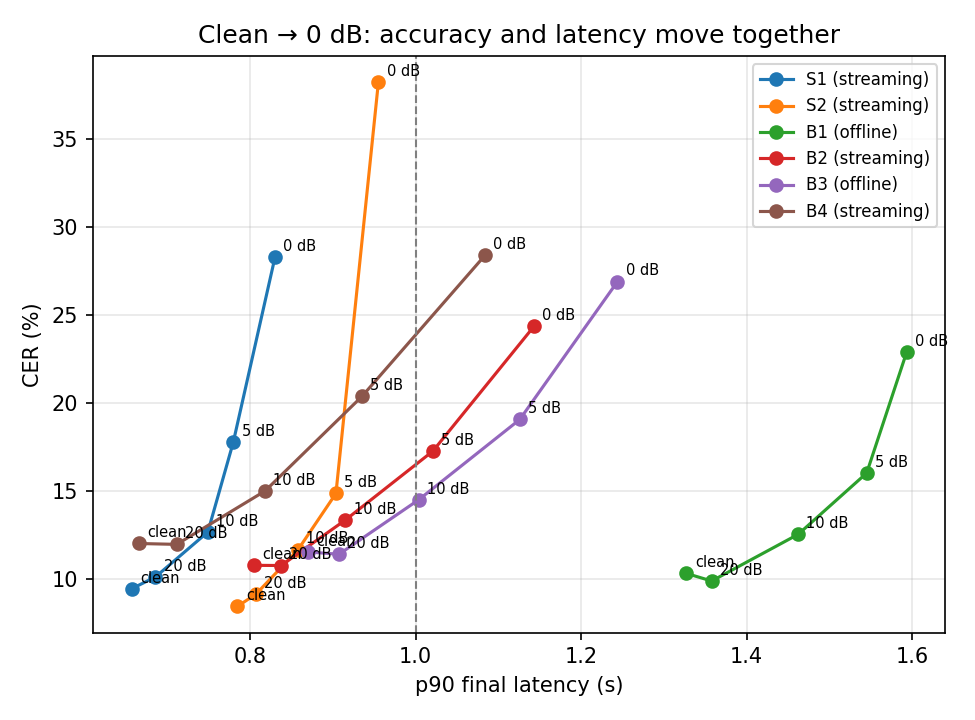 Clean → 0 dB: accuracy and latency move together
S1 (streaming)
S2 (streaming)
B1 (offline)
B2 (streaming)
B3 (offline)
B4 (streaming)
0 dB
0 dB
0 dB
0 dB
0 dB
0 dB
5 dB
5 dB
5 dB
5 dB
5 dB
5 dB
10 dB
10 dB
10 dB
10 dB
10 dB
10 dB
clean
20 dB
clean
20 dB
clean
20 dB
clean
20 dB
clean
20 dB
clean
20 dB
35
30
25
20
15
10
CER (%)
0.8
1.0
1.2
1.4
1.6
p90 final latency (s)